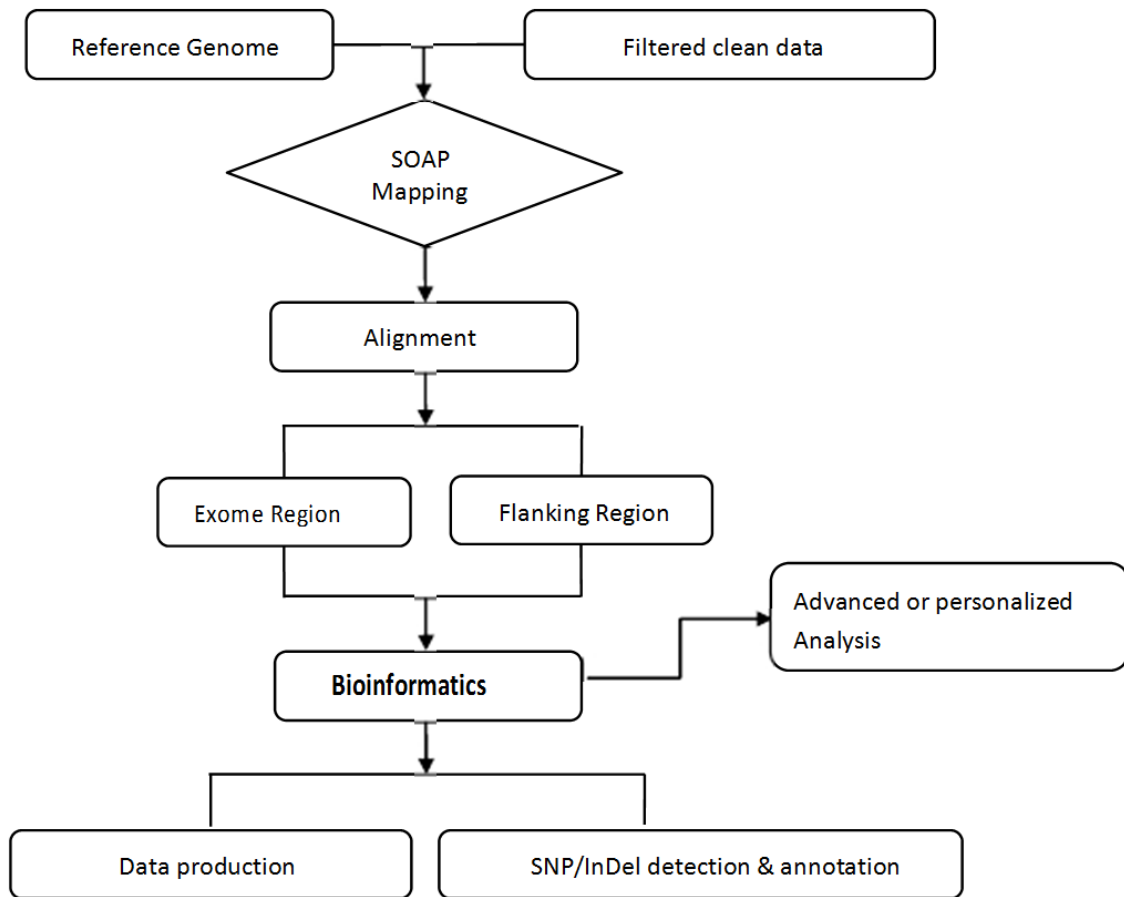 Reference Genome
Filtered clean data
SOAP
Mapping
Alignment
Exome Region
Flanking Region
Advanced or personalized
Analysis
Bioinformatics
Data production
SNP/InDel detection & annotation